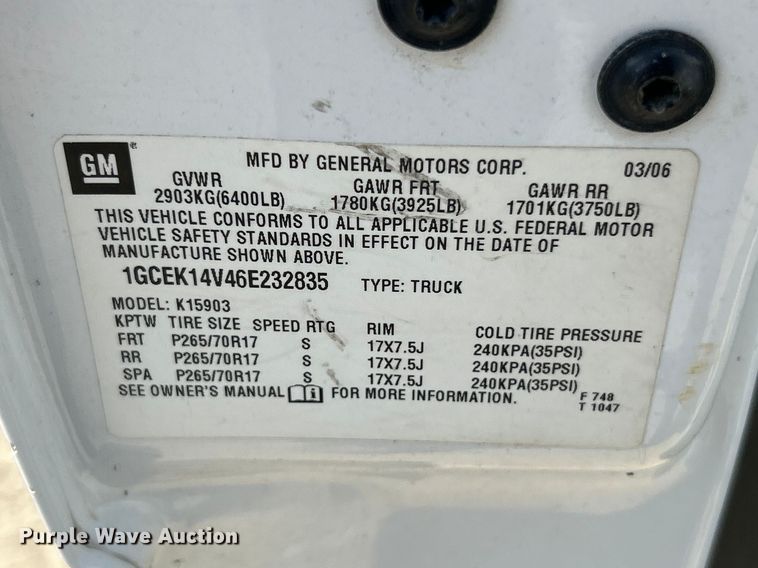 GM MFD BY GENERAL MOTORS CORP. 03/06
GVWR GAWR FRT GAWR RR
2903KG(6400LB) 1780KG(3925LB) 1701KG(3750LB)
THIS VEHICLE CONFORMS TO ALL APPLICABLE U.S. FEDERAL MOTOR
VEHICLE SAFETY STANDARDS IN EFFECT ON THE DATE OF
MANUFACTURE SHOWN ABOVE.
1GCEK14V46E232835 TYPE: TRUCK
MODEL: K15903
KPTW TIRE SIZE SPEED RTG RIM COLD TIRE PRESSURE
FRT P265/70R17 S 17X7.5J 240KPA(35PSI)
RR P265/70R17 S 17X7.5J 240KPA(35PSI)
SPA P265/70R17 S 17X7.5J 240KPA(35PSI)
SEE OWNER'S MANUAL FOR MORE INFORMATION. F 748
T 1047
Purple Wave Auction